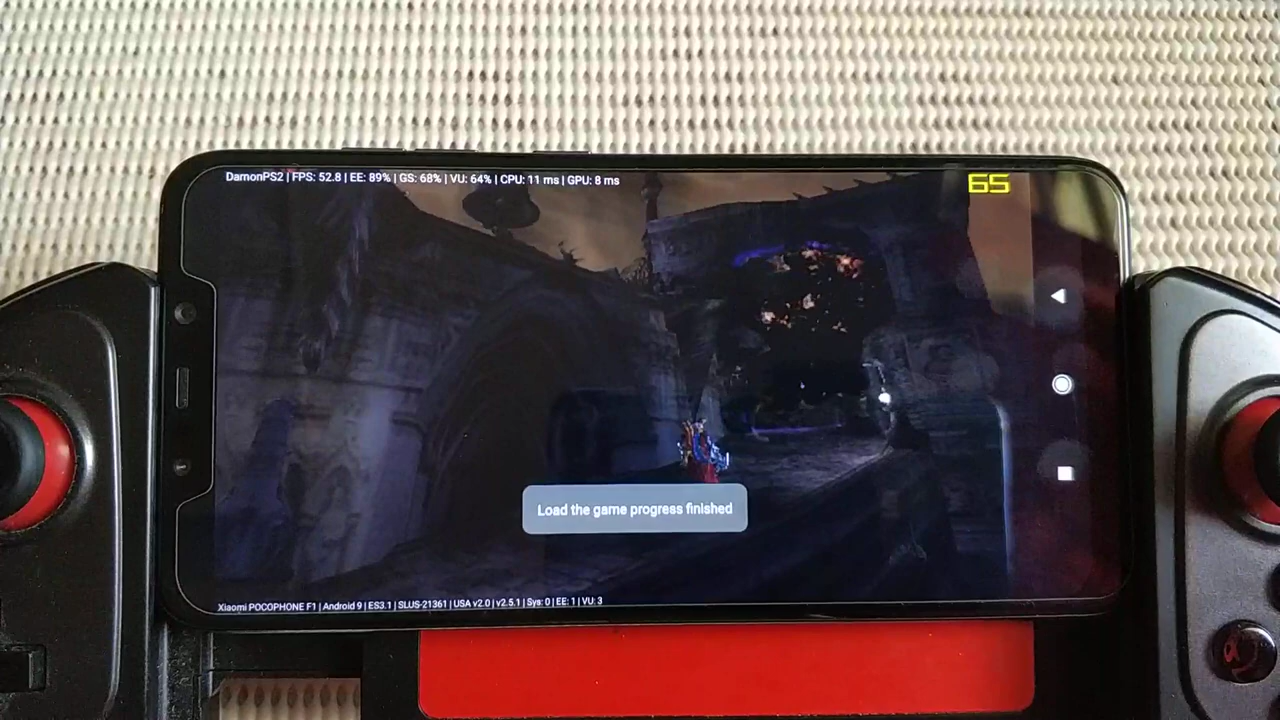 DamonPS2 | FPS: 52.8 | EE: 89% | GS: 68% | VU: 64% | CPU: 11 ms | GPU: 8 ms
65
Load the game progress finished
Xiaomi POCOPHONE F1 | Android 9 | ES3.1 | SLUS-21361 | USA v2.0 | v2.5.1 | Sys: 0 | EE: 1 | VU: 3